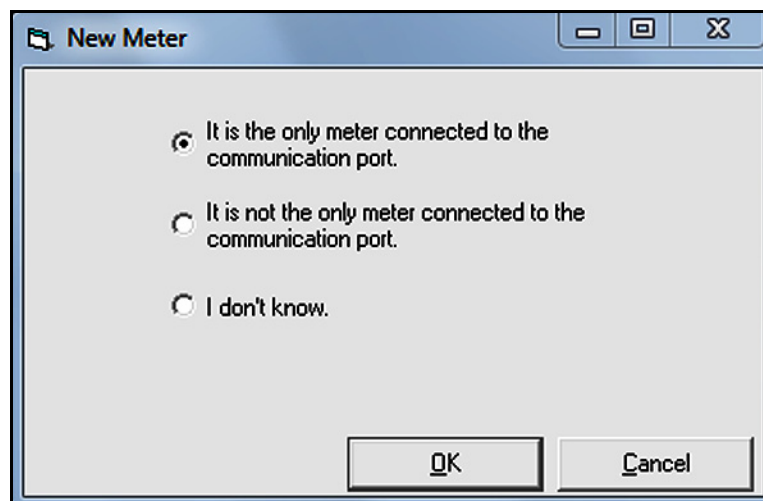 New Meter
It is the only meter connected to the
communication port.
It is not the only meter connected to the
communication port.
I don't know.
OK
Cancel